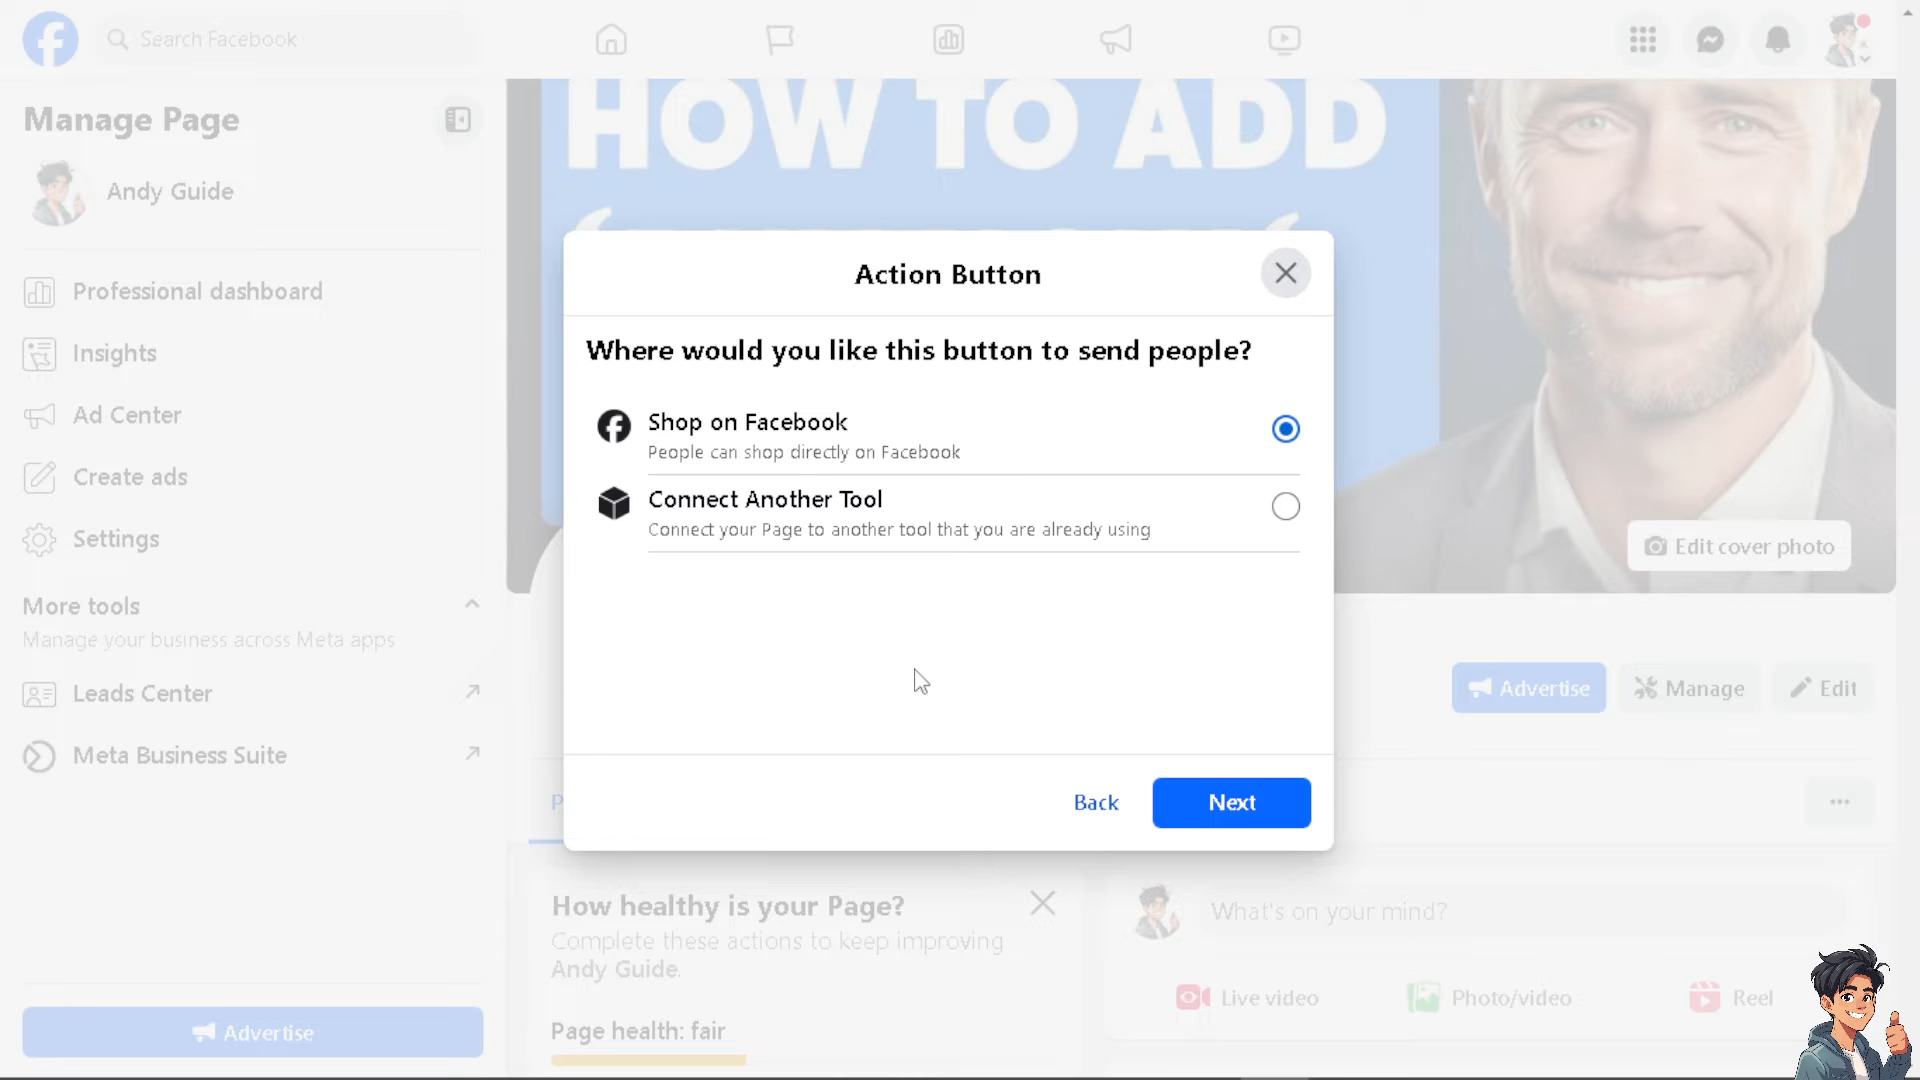 Search Facebook
Manage Page
Andy Guide
Professional dashboard
Insights
Ad Center
Create ads
Settings
More tools
Manage your business across Meta apps
Leads Center
Meta Business Suite
Advertise
HOW TO ADD
Action Button
Where would you like this button to send people?
Shop on Facebook
People can shop directly on Facebook
Connect Another Tool
Connect your Page to another tool that you are already using
Back
Next
Edit cover photo
Advertise
Manage
Edit
How healthy is your Page?
Complete these actions to keep improving
Andy Guide.
Page health: fair
What's on your mind?
Live video
Photo/video
Reel